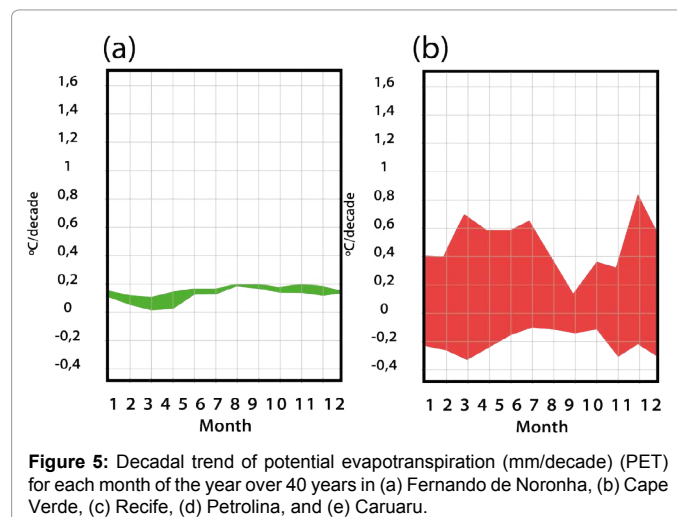 (a)
(b)
1,6
1,4
1,2
1
0,8
0,6
0,4
0,2
0
-0,2
-0,4
ºC/decade
1 2 3 4 5 6 7 8 9 10 11 12
Month
1,6
1,4
1,2
1
0,8
0,6
0,4
0,2
0
-0,2
-0,4
ºC/decade
1 2 3 4 5 6 7 8 9 10 11 12
Month
Figure 5: Decadal trend of potential evapotranspiration (mm/decade) (PET)
for each month of the year over 40 years in (a) Fernando de Noronha, (b) Cape
Verde, (c) Recife, (d) Petrolina, and (e) Caruaru.